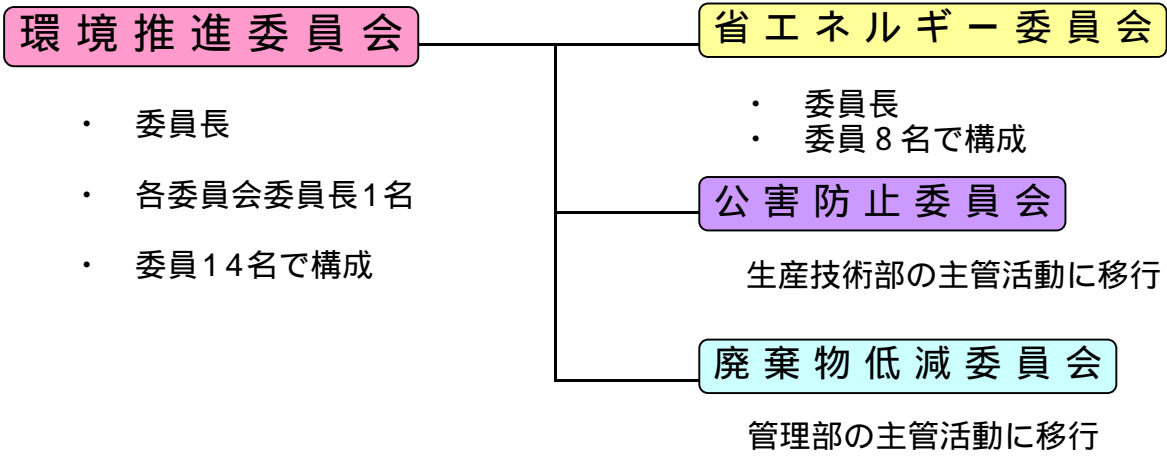 環境推進委員会
・ 委員長
・ 各委員会委員長1名
・ 委員14名で構成
省エネルギー委員会
・ 委員長
・ 委員8名で構成
公害防止委員会
生産技術部の主管活動に移行
廃棄物低減委員会
管理部の主管活動に移行